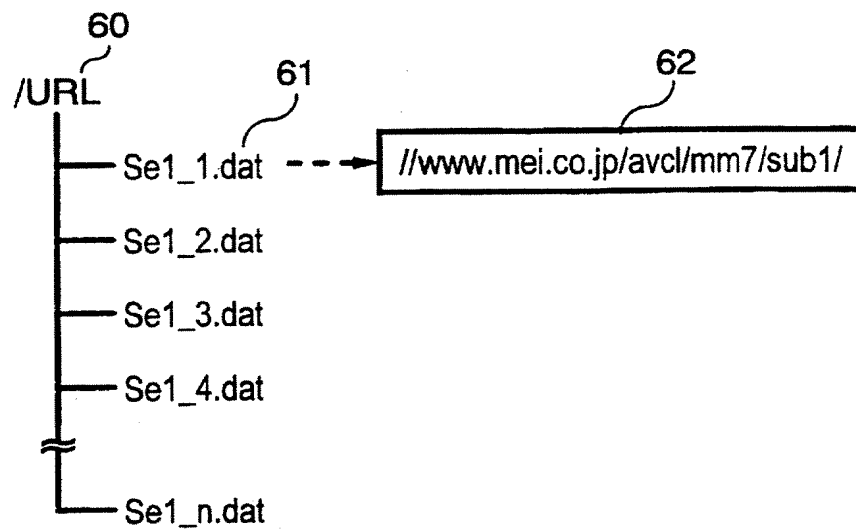 60
/URL
61
62
Se1_1.dat
//www.mei.co.jp/avcl/mm7/sub1/
Se1_2.dat
Se1_3.dat
Se1_4.dat
Se1_n.dat